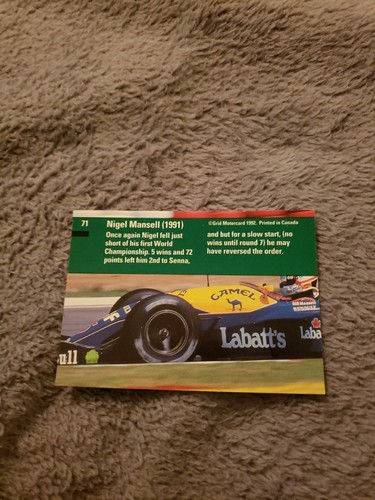 71
Nigel Mansell (1991)
©Grid Motorcard 1992. Printed in Canada
Once again Nigel fell just
short of his first World
Championship. 5 wins and 72
points left him 2nd to Senna,
and but for a slow start, (no
wins until round 7) he may
have reversed the order.
CAMEL
Labatt's